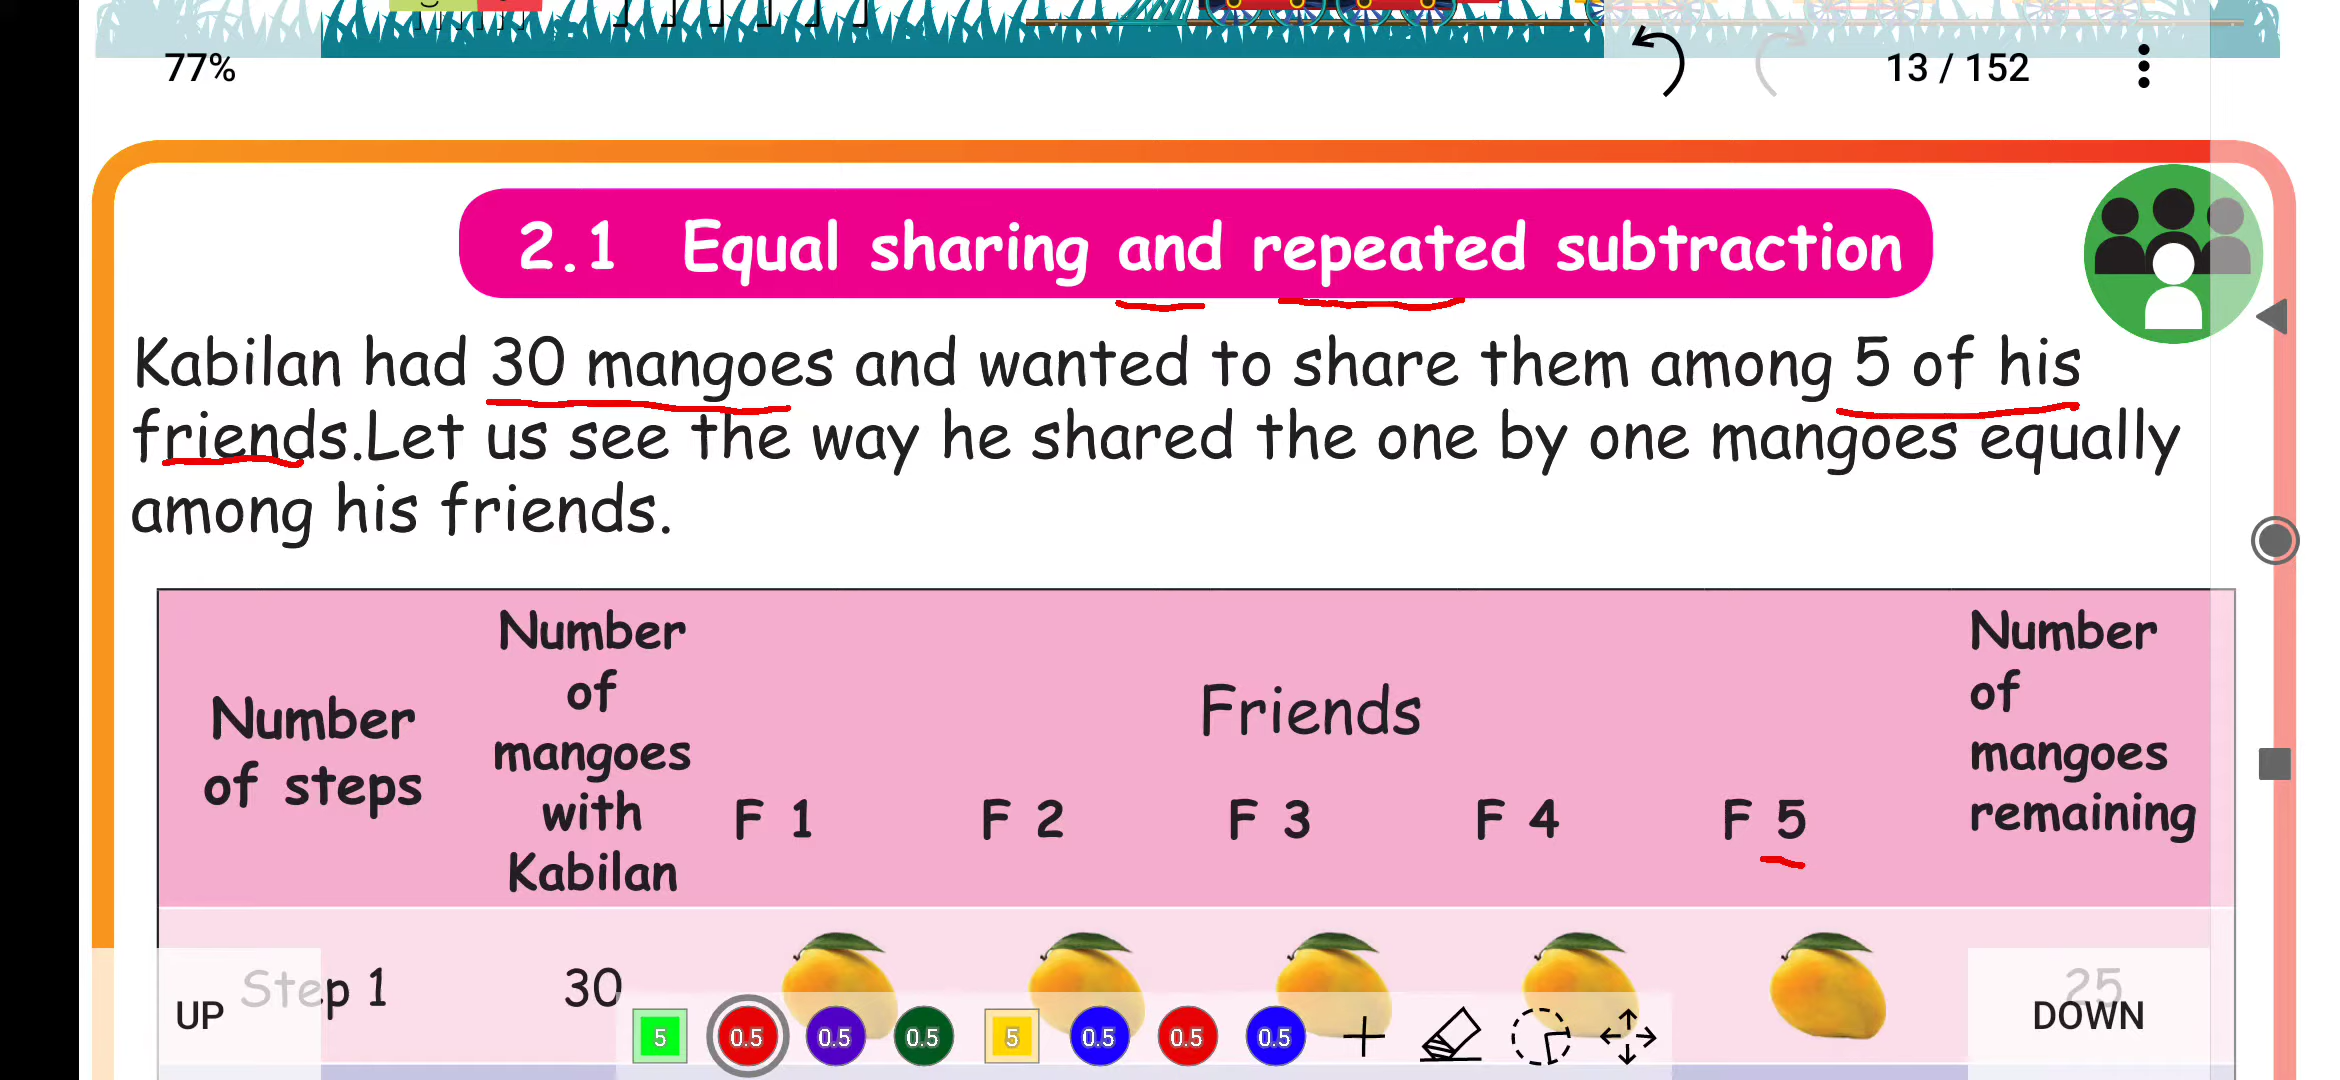 77%
13 / 152
2.1 Equal sharing and repeated subtraction
Kabilan had 30 mangoes and wanted to share them among 5 of his
friends.Let us see the way he shared the one by one mangoes equally
among his friends.
Number of steps
Number of mangoes with Kabilan
Friends
F 1 F 2 F 3 F 4 F 5
Number of mangoes remaining
Step 1 30 25
UP
5 0.5 0.5 0.5 5 0.5 0.5 0.5
DOWN